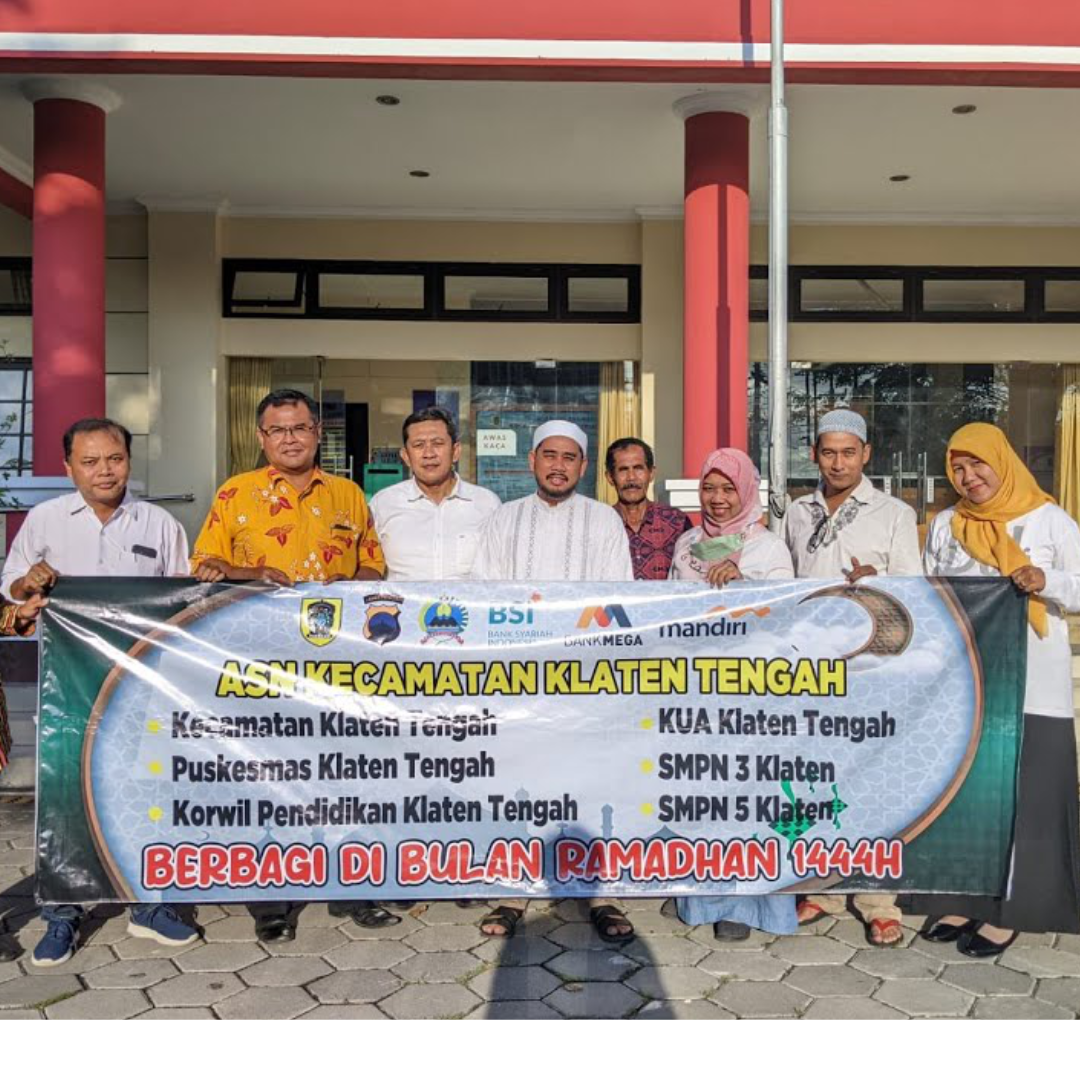 AWAS
KACA
BSI
BANK SYARIAH
INDONESIA
BANKMEGA
mandiri
ASN KECAMATAN KLATEN TENGAH
Kecamatan Klaten Tengah
Puskesmas Klaten Tengah
Korwil Pendidikan Klaten Tengah
KUA Klaten Tengah
SMPN 3 Klaten
SMPN 5 Klaten
BERBAGI DI BULAN RAMADHAN 1444H